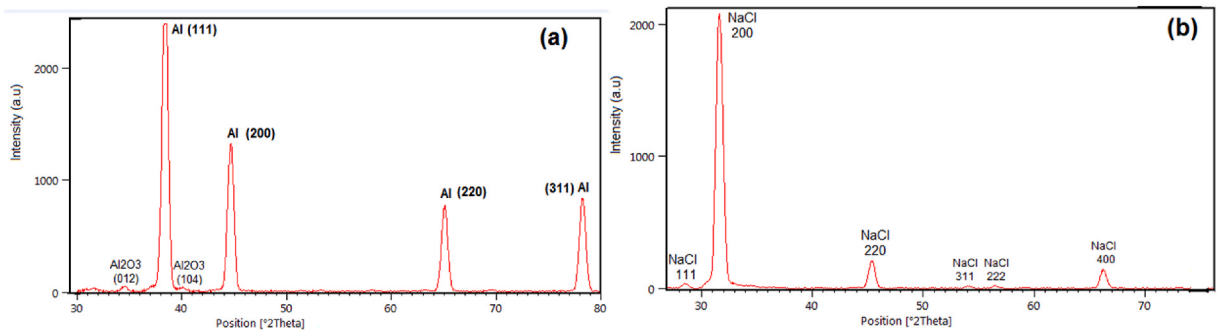 (a)
Al (111)
Al (200)
Al (220)
(311) Al
Al2O3
(012)
Al2O3
(104)
2000
1000
0
Intensity (a.u)
30
40
50
60
70
80
Position [°2Theta]
(b)
NaCl
200
NaCl
111
NaCl
220
NaCl
311
NaCl
222
NaCl
400
2000
1000
0
Intensity (a.u)
30
40
50
60
70
Position [°2Theta]